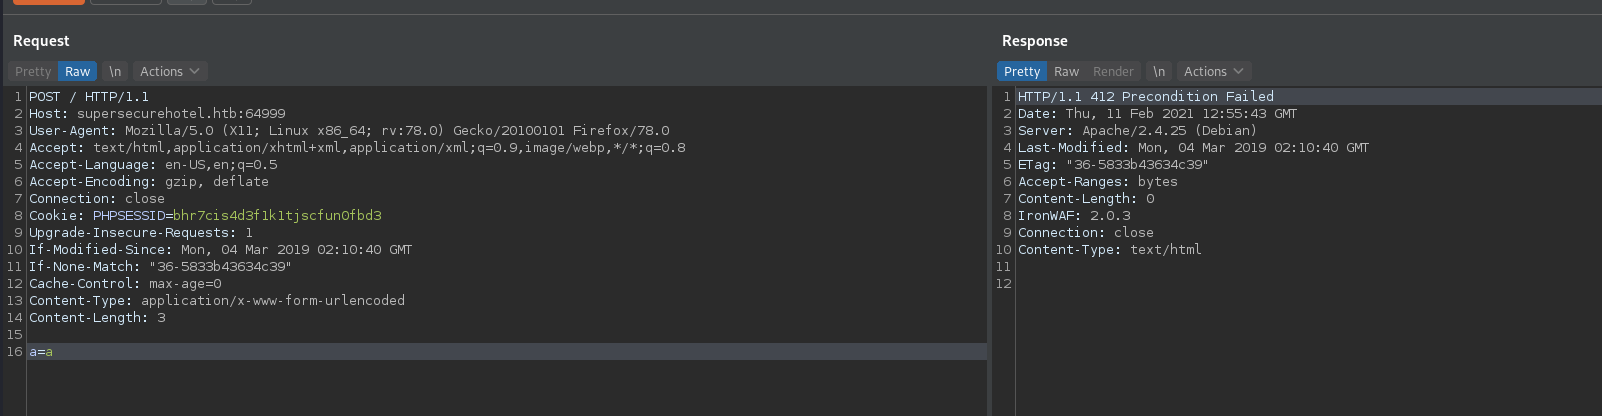 Request
Pretty Raw \n Actions
1 POST / HTTP/1.1
2 Host: supersecurehotel.htb:64999
3 User-Agent: Mozilla/5.0 (X11; Linux x86_64; rv:78.0) Gecko/20100101 Firefox/78.0
4 Accept: text/html,application/xhtml+xml,application/xml;q=0.9,image/webp,*/*;q=0.8
5 Accept-Language: en-US,en;q=0.5
6 Accept-Encoding: gzip, deflate
7 Connection: close
8 Cookie: PHPSESSID=bhr7cis4d3f1k1tjscfun0fbd3
9 Upgrade-Insecure-Requests: 1
10 If-Modified-Since: Mon, 04 Mar 2019 02:10:40 GMT
11 If-None-Match: "36-5833b43634c39"
12 Cache-Control: max-age=0
13 Content-Type: application/x-www-form-urlencoded
14 Content-Length: 3
15
16 a=a
Response
Pretty Raw Render \n Actions
1 HTTP/1.1 412 Precondition Failed
2 Date: Thu, 11 Feb 2021 12:55:43 GMT
3 Server: Apache/2.4.25 (Debian)
4 Last-Modified: Mon, 04 Mar 2019 02:10:40 GMT
5 ETag: "36-5833b43634c39"
6 Accept-Ranges: bytes
7 Content-Length: 0
8 IronWAF: 2.0.3
9 Connection: close
10 Content-Type: text/html
11
12